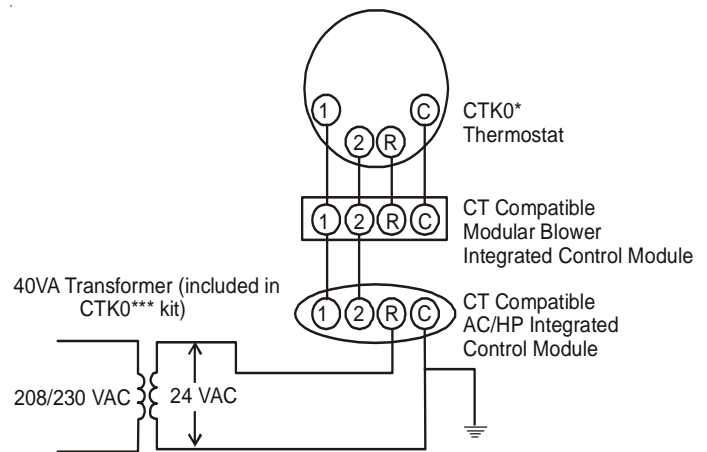 1 C
2 R
CTK0*
Thermostat
1 2 R C
CT Compatible
Modular Blower
Integrated Control Module
40VA Transformer (included in
CTK0*** kit)
1 2 R C
CT Compatible
AC/HP Integrated
Control Module
208/230 VAC
24 VAC